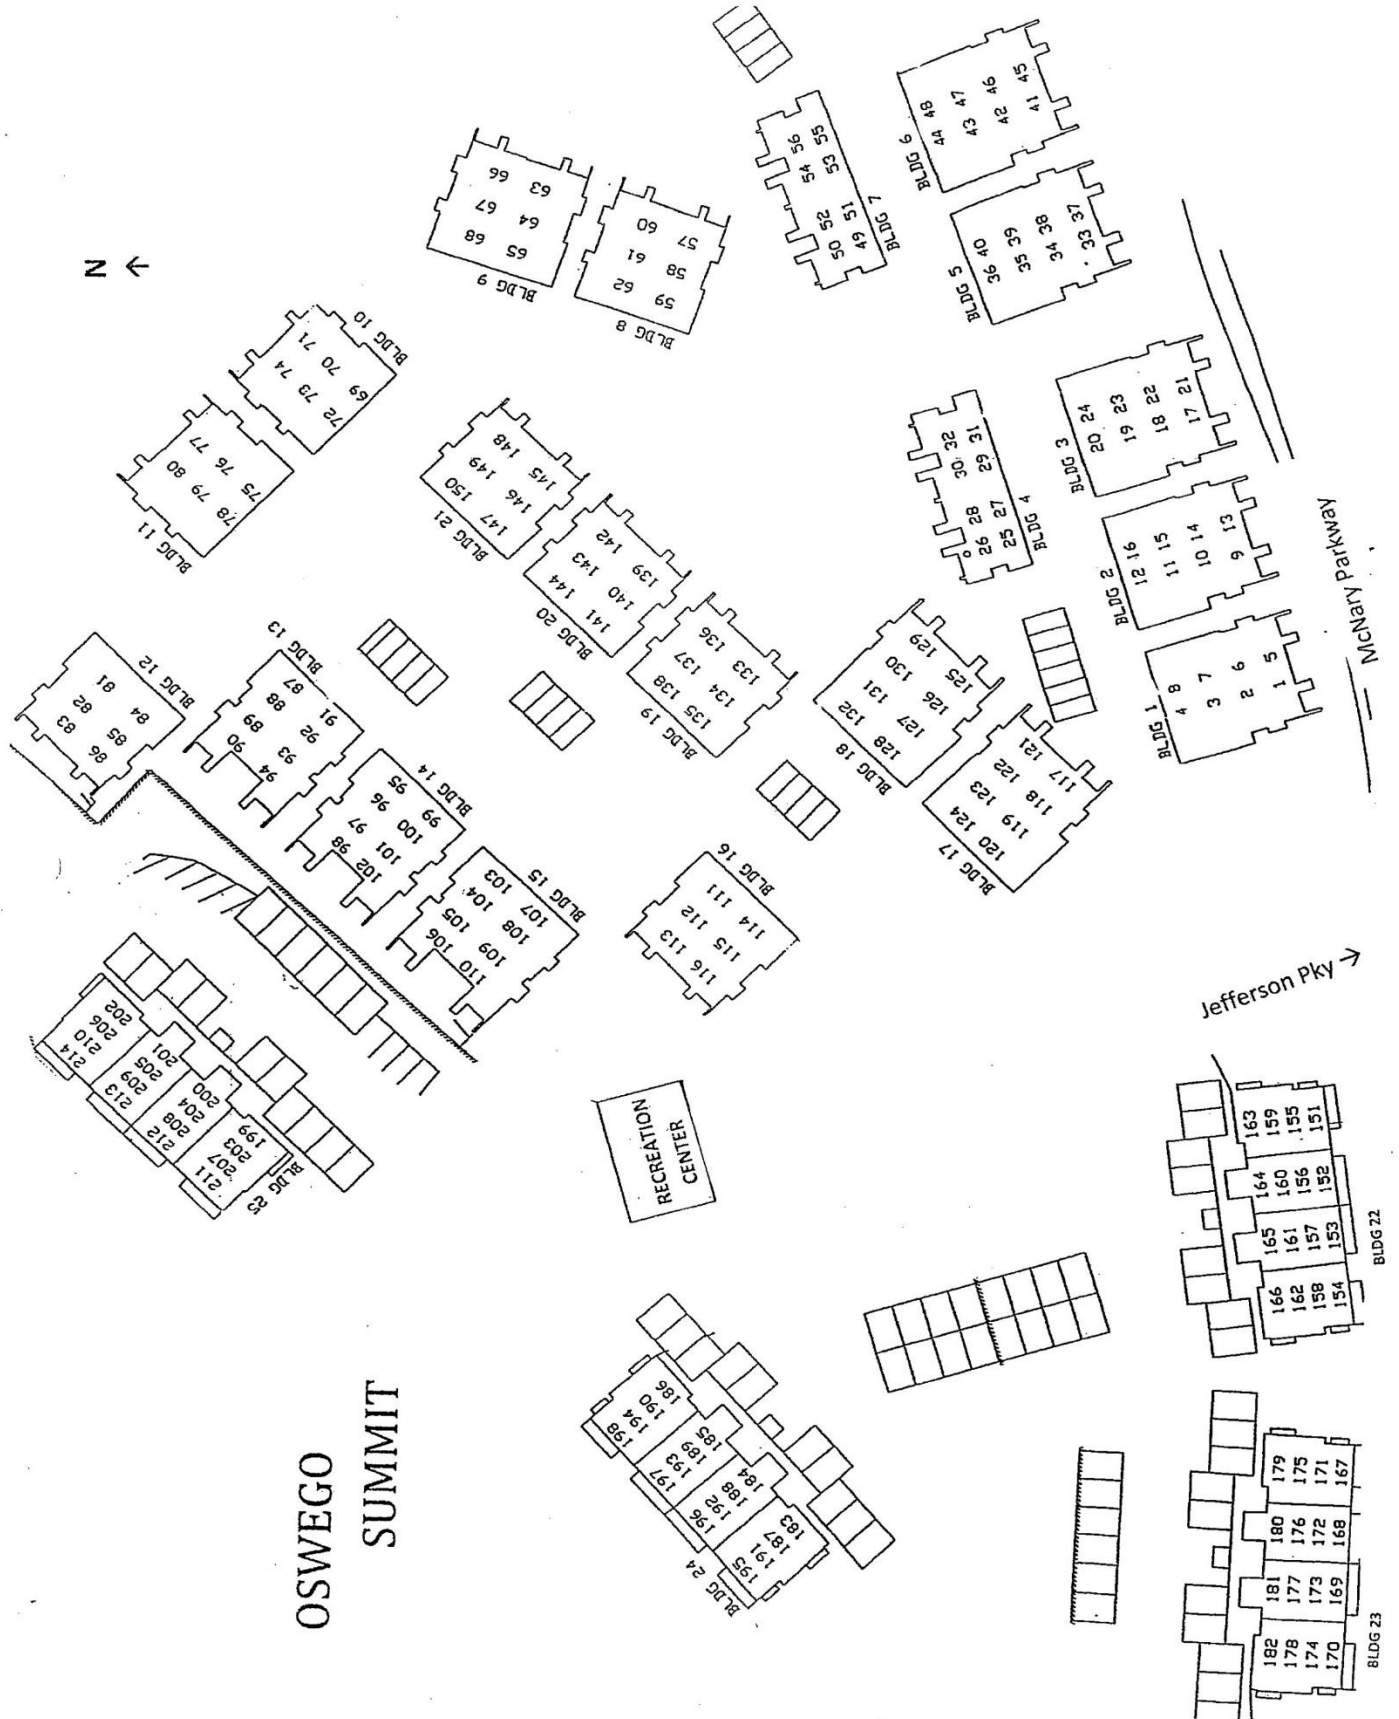 OSWEGO
SUMMIT
N ←
BLDG 1
4 8
3 7
2 6
1 5
BLDG 2
12 16
11 15
10 14
9 13
BLDG 3
20 24
19 23
18 22
17 21
BLDG 4
26 28 30 32
25 27 29 31
BLDG 5
36 40
35 39
34 38
33 37
BLDG 6
44 48
43 47
42 46
41 45
BLDG 7
50 52 54 56
49 51 53 55
BLDG 8
62 61 60
59 58 57
BLDG 9
68 67 66
65 64 63
BLDG 10
72 73 74
69 70 71
BLDG 11
78 79 80
75 76 77
BLDG 12
81 82 83
84 85 86
BLDG 13
87 88 89 90
91 92 93 94
BLDG 14
95 96 97 98
99 100 101 102
BLDG 15
103 104 105 106
107 108 109 110
BLDG 16
111 112 113
114 115 116
BLDG 17
120 124
119 123
118 122
117 121
BLDG 18
128 132
127 131
126 130
125 129
BLDG 19
135 138
134 137
133 136
BLDG 20
141 144
140 143
139 142
BLDG 21
147 150
146 149
145 148
RECREATION
CENTER
McNary Parkway
Jefferson Pky →
BLDG 22
166 165 164 163
162 161 160 159
158 157 156 155
154 153 152 151
BLDG 23
182 181 180 179
178 177 176 175
174 173 172 171
170 169 168 167
BLDG 24
195 196 197 198
191 192 193 194
187 188 189 190
183 184 185 186
BLDG
25
211 212 213 214
207 208 209 210
203 204 205 206
199 200 201 202